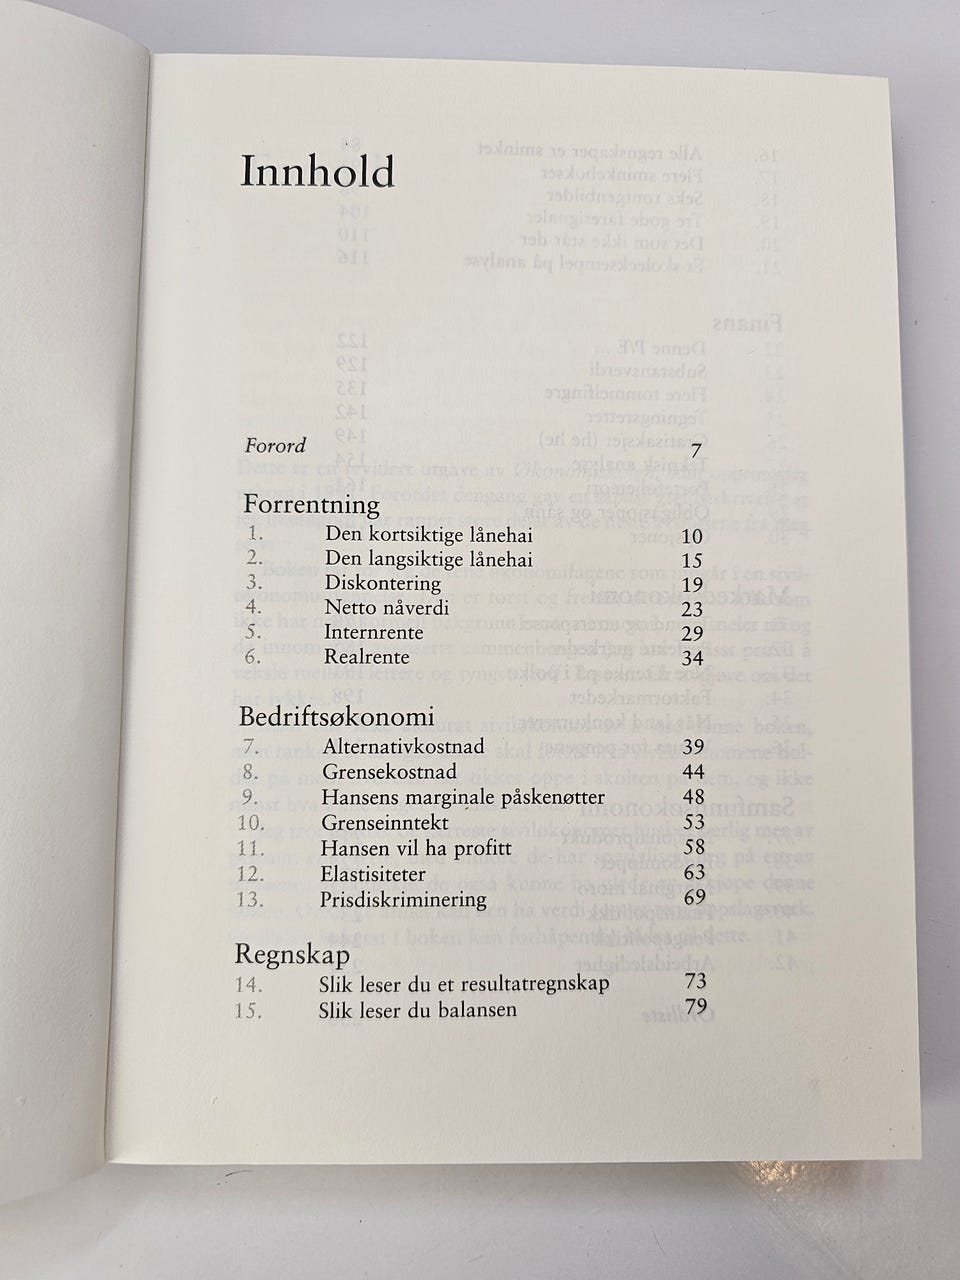 Innhold
Forord 7
Forrentning
1. Den kortsiktige lånehai 10
2. Den langsiktige lånehai 15
3. Diskontering 19
4. Netto nåverdi 23
5. Internrente 29
6. Realrente 34
Bedriftsøkonomi
7. Alternativkostnad 39
8. Grensekostnad 44
9. Hansens marginale påskenøtter 48
10. Grenseinntekt 53
11. Hansen vil ha profitt 58
12. Elastisiteter 63
13. Prisdiskriminering 69
Regnskap
14. Slik leser du et resultatregnskap 73
15. Slik leser du balansen 79